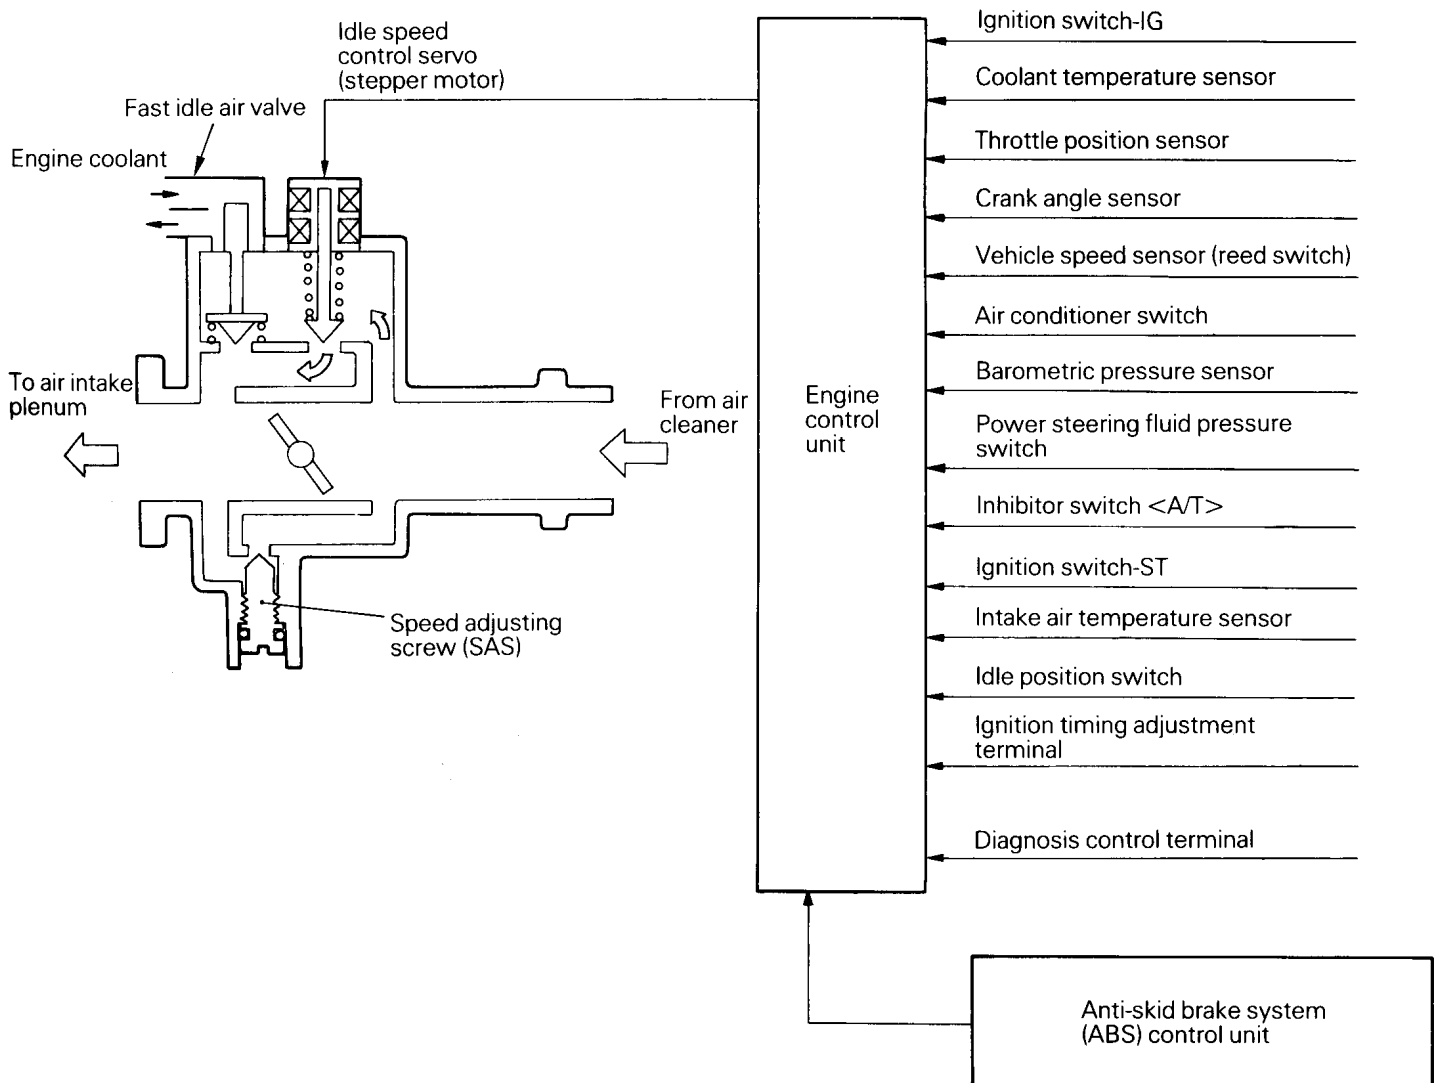 Idle speed
control servo
(stepper motor)
Fast idle air valve
Engine coolant
To air intake
plenum
From air
cleaner
Speed adjusting
screw (SAS)
Engine
control
unit
Ignition switch-IG
Coolant temperature sensor
Throttle position sensor
Crank angle sensor
Vehicle speed sensor (reed switch)
Air conditioner switch
Barometric pressure sensor
Power steering fluid pressure
switch
Inhibitor switch <A/T>
Ignition switch-ST
Intake air temperature sensor
Idle position switch
Ignition timing adjustment
terminal
Diagnosis control terminal
Anti-skid brake system
(ABS) control unit